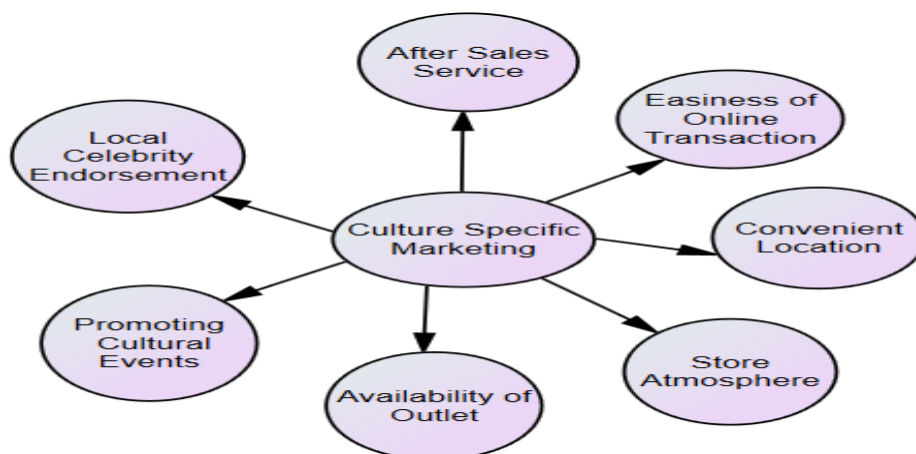 After Sales
Service
Easiness of
Online
Transaction
Local
Celebrity
Endorsement
Culture Specific
Marketing
Convenient
Location
Promoting
Cultural
Events
Availability of
Outlet
Store
Atmosphere